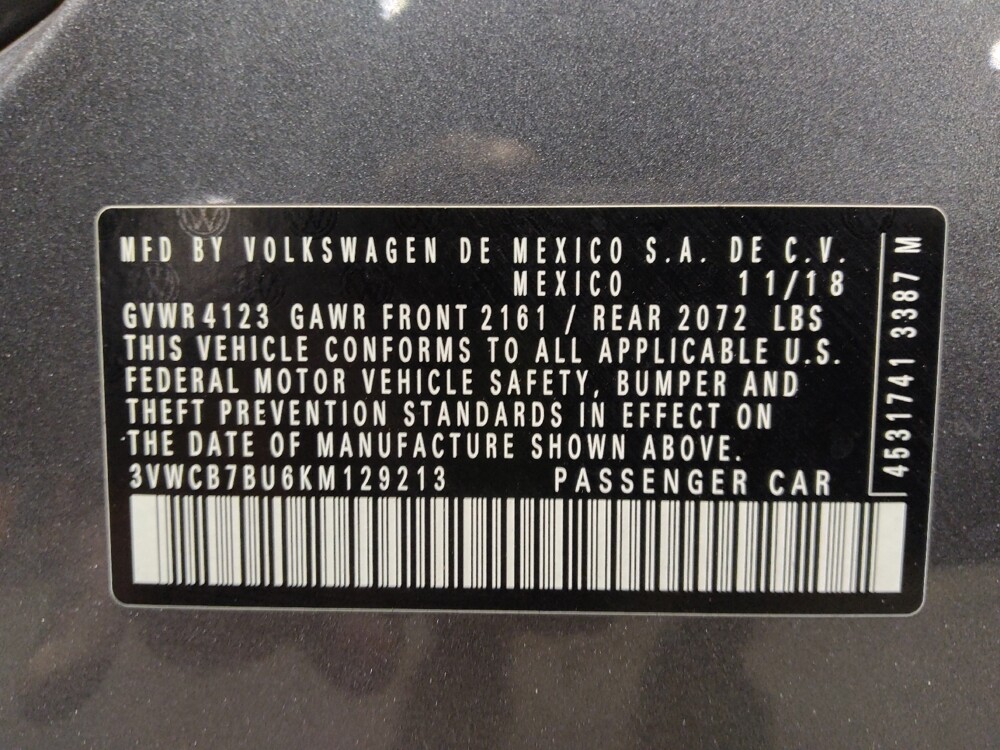 MFD BY VOLKSWAGEN DE MEXICO S.A. DE C.V.
MEXICO 11/18
GVWR 4123 GAWR FRONT 2161 / REAR 2072 LBS
THIS VEHICLE CONFORMS TO ALL APPLICABLE U.S.
FEDERAL MOTOR VEHICLE SAFETY, BUMPER AND
THEFT PREVENTION STANDARDS IN EFFECT ON
THE DATE OF MANUFACTURE SHOWN ABOVE.
3VWCB7BU6KM129213 PASSENGER CAR
4531741 3387 M